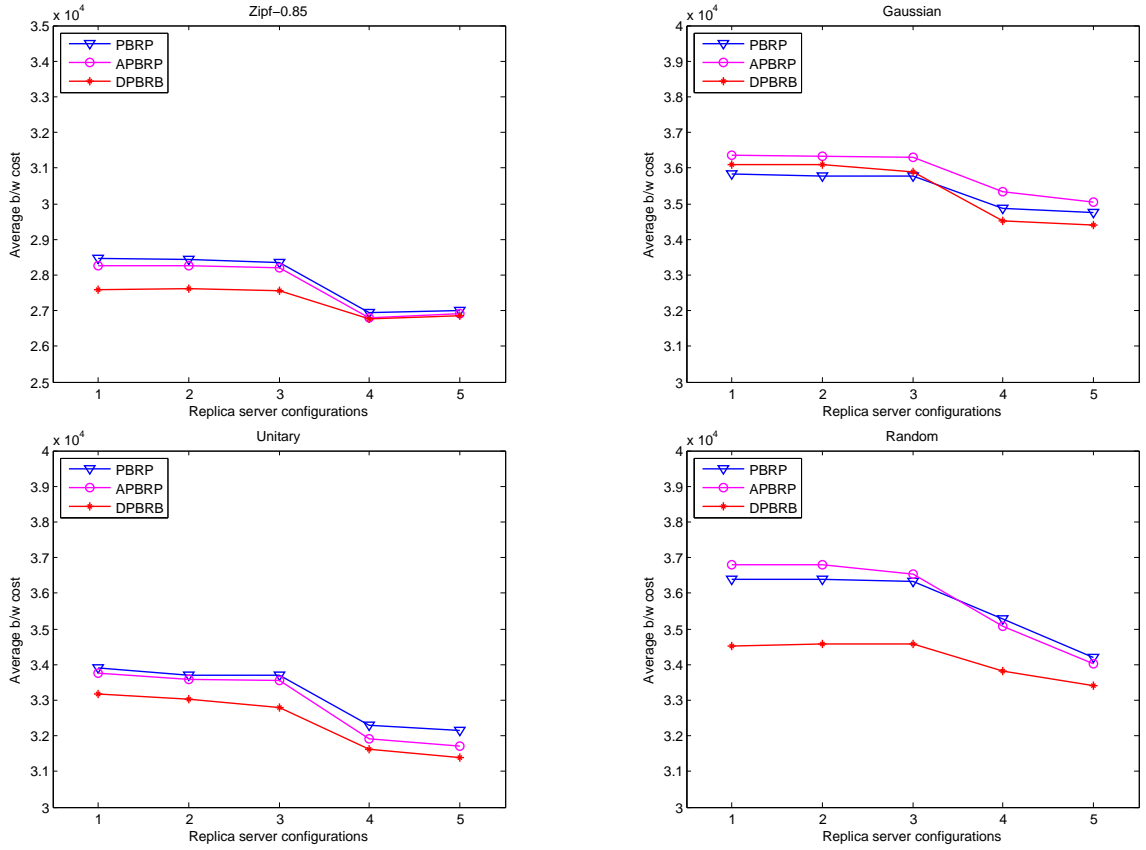 Zipf−0.85
x 10^4
3.5
3.4
3.3
3.2
3.1
3
2.9
2.8
2.7
2.6
2.5
Average b/w cost
PBRP
APBRP
DPBRB
1 2 3 4 5
Replica server configurations
Gaussian
x 10^4
4
3.9
3.8
3.7
3.6
3.5
3.4
3.3
3.2
3.1
3
Average b/w cost
PBRP
APBRP
DPBRB
1 2 3 4 5
Replica server configurations
Unitary
x 10^4
4
3.9
3.8
3.7
3.6
3.5
3.4
3.3
3.2
3.1
3
Average b/w cost
PBRP
APBRP
DPBRB
1 2 3 4 5
Replica server configurations
Random
x 10^4
4
3.9
3.8
3.7
3.6
3.5
3.4
3.3
3.2
3.1
3
Average b/w cost
PBRP
APBRP
DPBRB
1 2 3 4 5
Replica server configurations